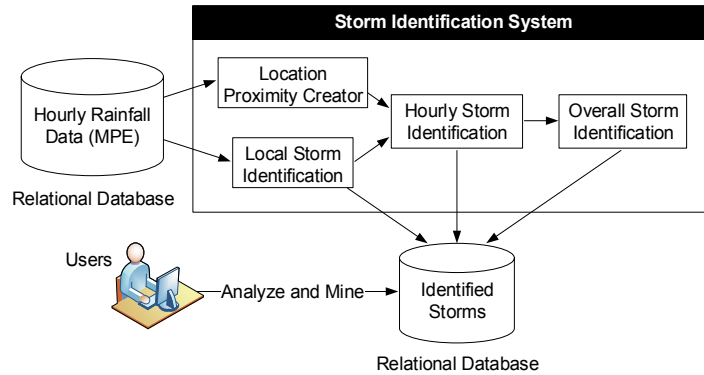 Storm Identification System
Location
Proximity Creator
Hourly Rainfall
Data (MPE)
Hourly Storm
Identification
Overall Storm
Identification
Local Storm
Identification
Relational Database
Users
Analyze and Mine
Identified
Storms
Relational Database